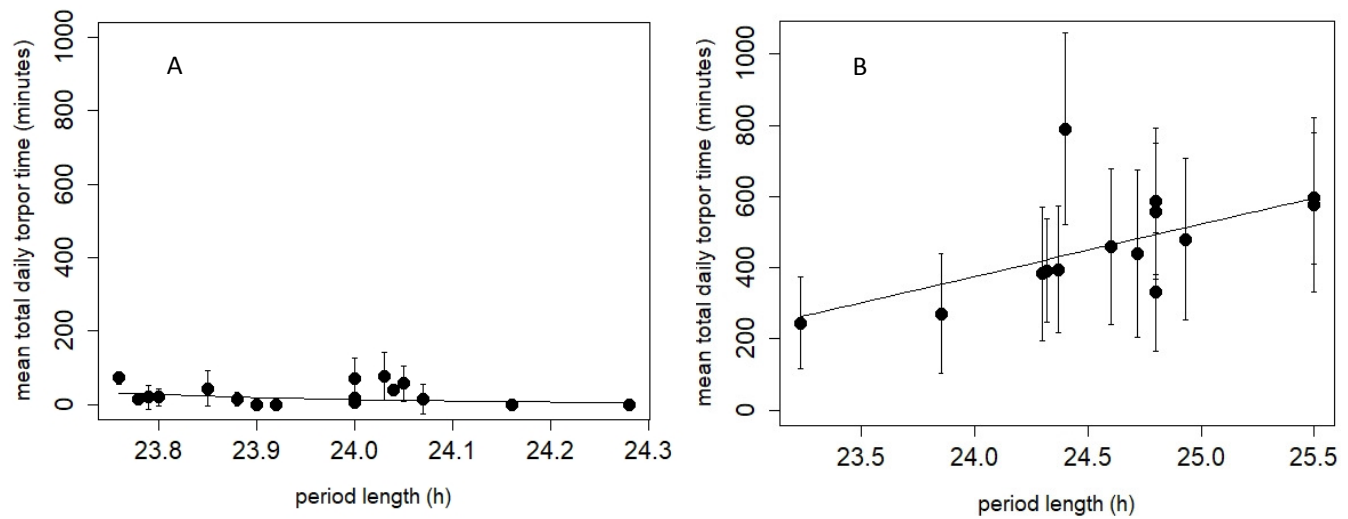 A
mean total daily torpor time (minutes)
1000
800
600
400
200
0
23.8 23.9 24.0 24.1 24.2 24.3
period length (h)
B
mean total daily torpor time (minutes)
1000
800
600
400
200
0
23.5 24.0 24.5 25.0 25.5
period length (h)